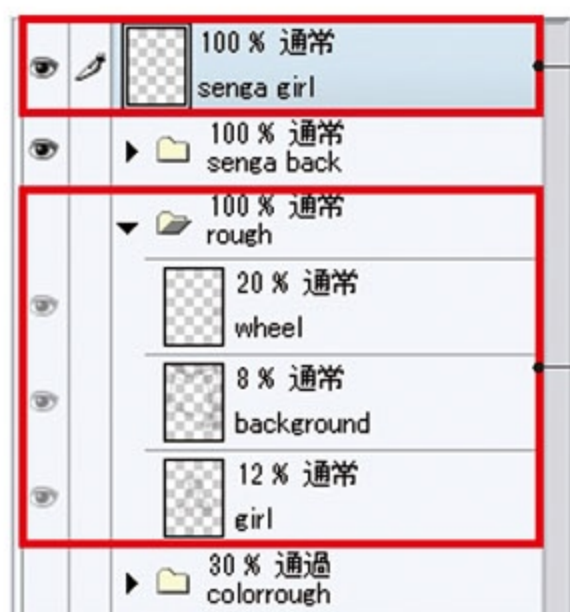 100 % 通常
senga girl
100 % 通常
senga back
100 % 通常
rough
20 % 通常
wheel
8 % 通常
background
12 % 通常
girl
30 % 通過
colorrough